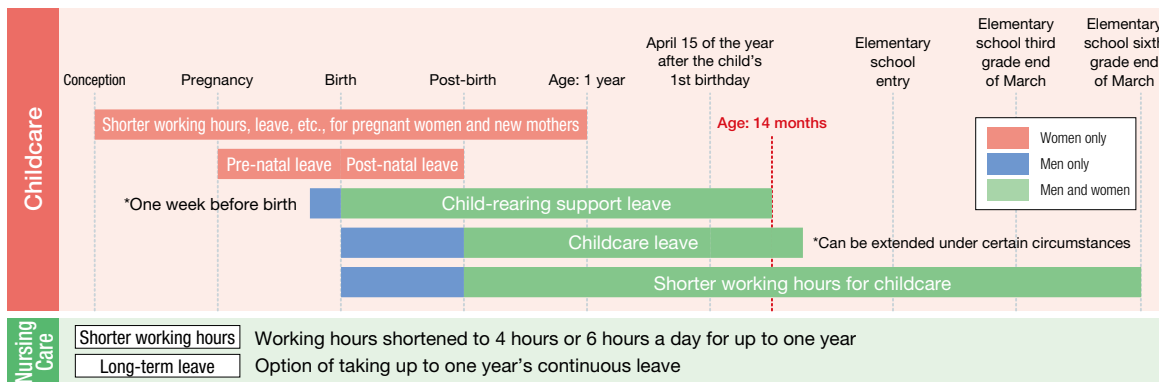 Childcare
Conception
Pregnancy
Birth
Post-birth
Age: 1 year
April 15 of the year
after the child's
1st birthday
Elementary
school
entry
Elementary
school third
grade end
of March
Elementary
school sixth
grade end
of March
Age: 14 months
Shorter working hours, leave, etc., for pregnant women and new mothers
Pre-natal leave
Post-natal leave
*One week before birth
Child-rearing support leave
Childcare leave
*Can be extended under certain circumstances
Shorter working hours for childcare
Women only
Men only
Men and women
Nursing
Care
Shorter working hours
Working hours shortened to 4 hours or 6 hours a day for up to one year
Long-term leave
Option of taking up to one year's continuous leave